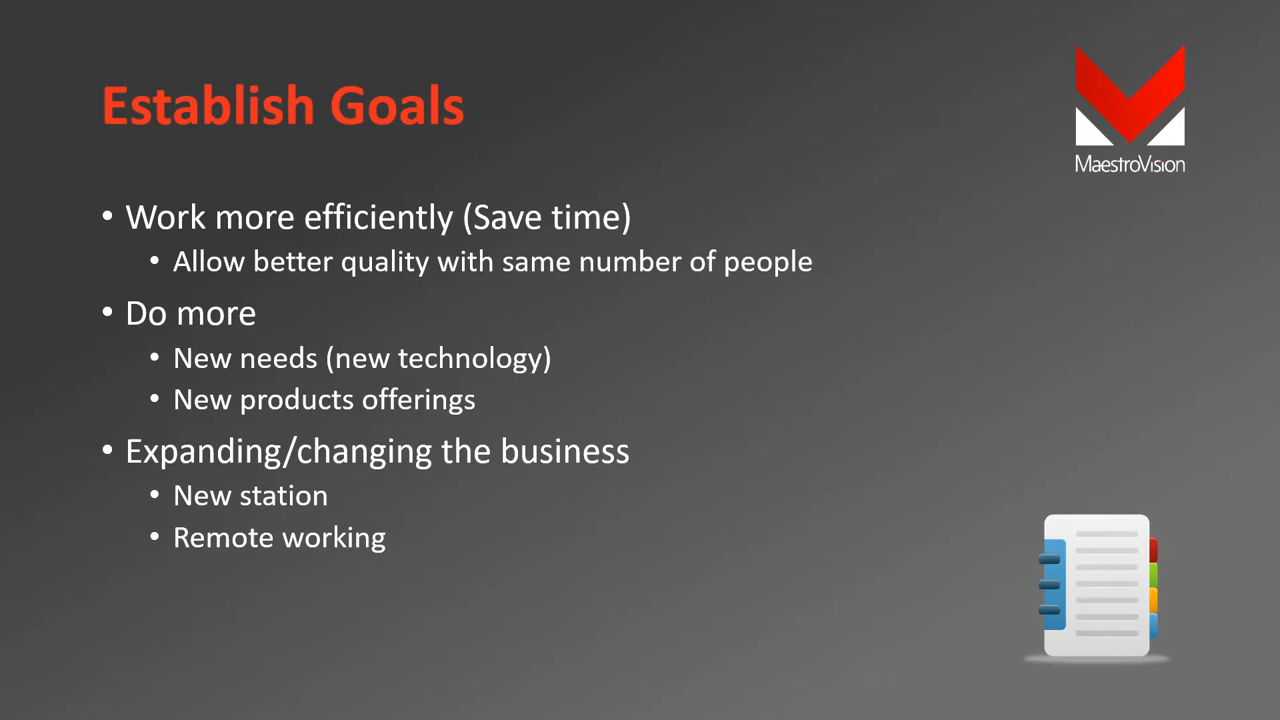 Establish Goals
MaestroVision
• Work more efficiently (Save time)
• Allow better quality with same number of people
• Do more
• New needs (new technology)
• New products offerings
• Expanding/changing the business
• New station
• Remote working